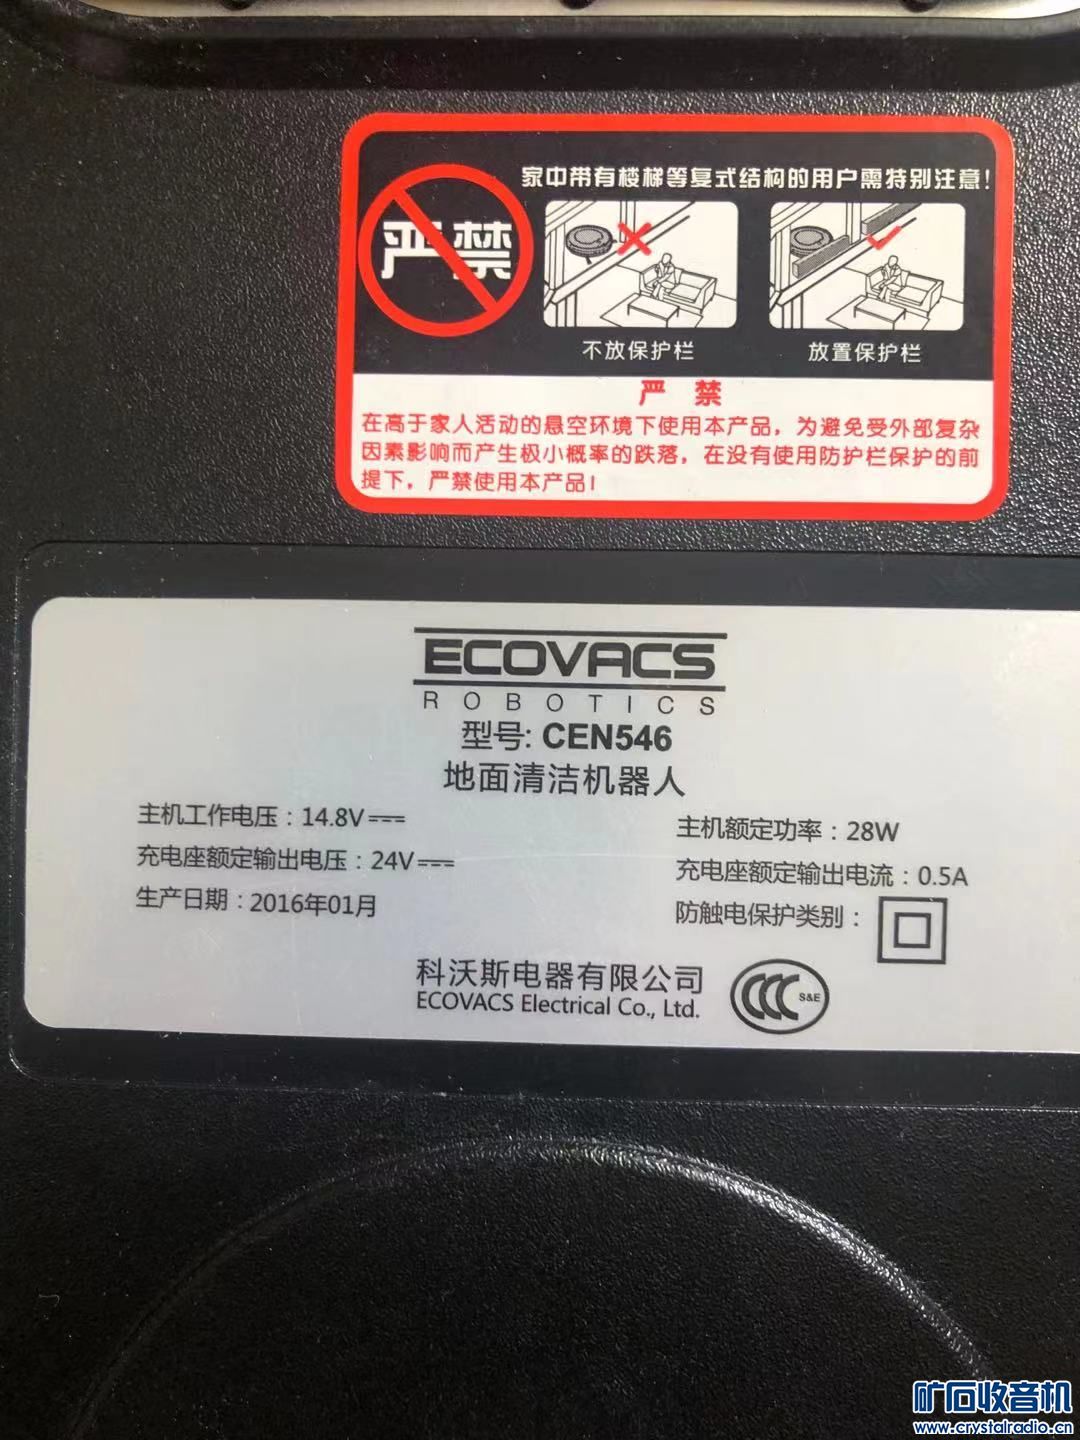 家中带有楼梯等复式结构的用户需特别注意！
严禁
不放保护栏
放置保护栏
严 禁
在高于家人活动的悬空环境下使用本产品，为避免受外部复杂
因素影响而产生极小概率的跌落，在没有使用防护栏保护的前
提下，严禁使用本产品！
ECOVACS
ROBOTICS
型号: CEN546
地面清洁机器人
主机工作电压：14.8V
主机额定功率：28W
充电座额定输出电压：24V
充电座额定输出电流：0.5A
生产日期：2016年01月
防触电保护类别：
科沃斯电器有限公司
ECOVACS Electrical Co., Ltd.
CCC S&E
矿石收音机
www.crystalradio.cn